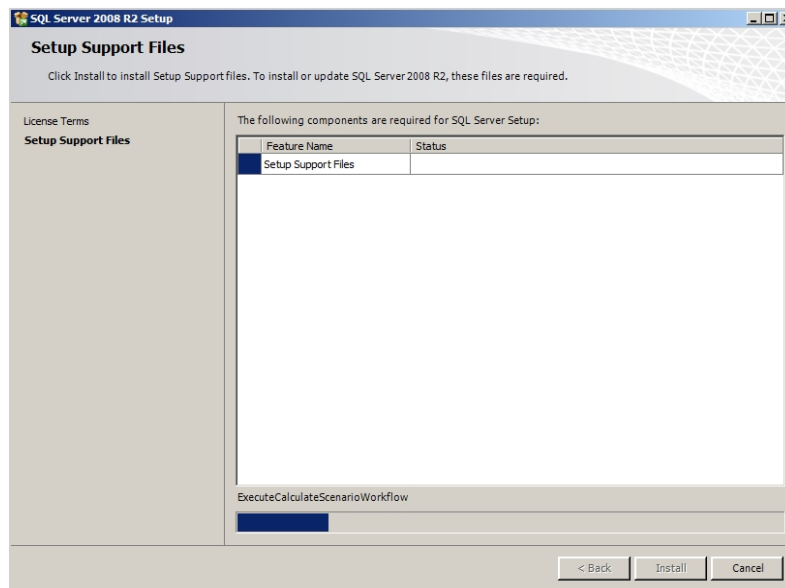 SQL Server 2008 R2 Setup
Setup Support Files
Click Install to install Setup Support files. To install or update SQL Server 2008 R2, these files are required.
License Terms
Setup Support Files
The following components are required for SQL Server Setup:
Feature Name Status
Setup Support Files
ExecuteCalculateScenarioWorkflow
< Back Install Cancel